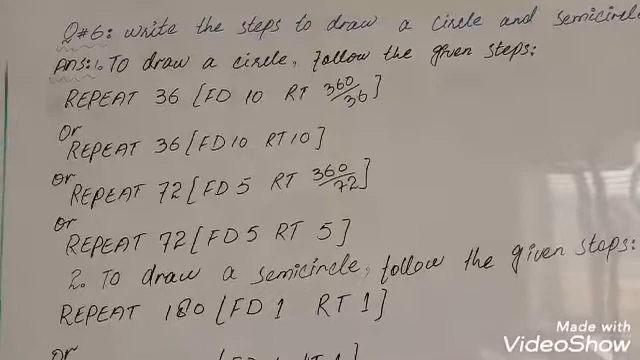 Q#6: Write the steps to draw a circle and semicircle
Ans:1. To draw a circle, follow the given steps:
REPEAT 36 [FD 10 RT 360/36]
Or
REPEAT 36 [FD 10 RT 10]
or
REPEAT 72 [FD 5 RT 360/72]
or
REPEAT 72 [FD 5 RT 5]
2. To draw a semicircle, follow the given steps:
REPEAT 180 [FD 1 RT 1]
or
Made with
VideoShow